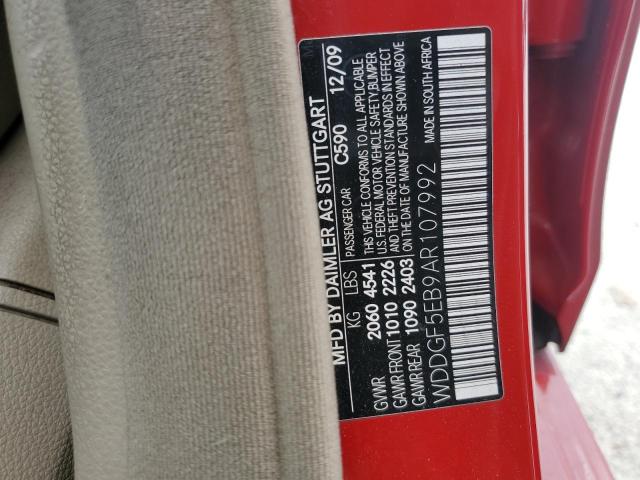 MFD BY DAIMLER AG STUTTGART
C590 12/09
KG LBS PASSENGER CAR
GVWR 2060 4541
GAWR FRONT 1010 2226
GAWR REAR 1090 2403
THIS VEHICLE CONFORMS TO ALL APPLICABLE
U.S. FEDERAL MOTOR VEHICLE SAFETY, BUMPER
AND THEFT PREVENTION STANDARDS IN EFFECT
ON THE DATE OF MANUFACTURE SHOWN ABOVE
WDDGF5EB9AR107992 MADE IN SOUTH AFRICA